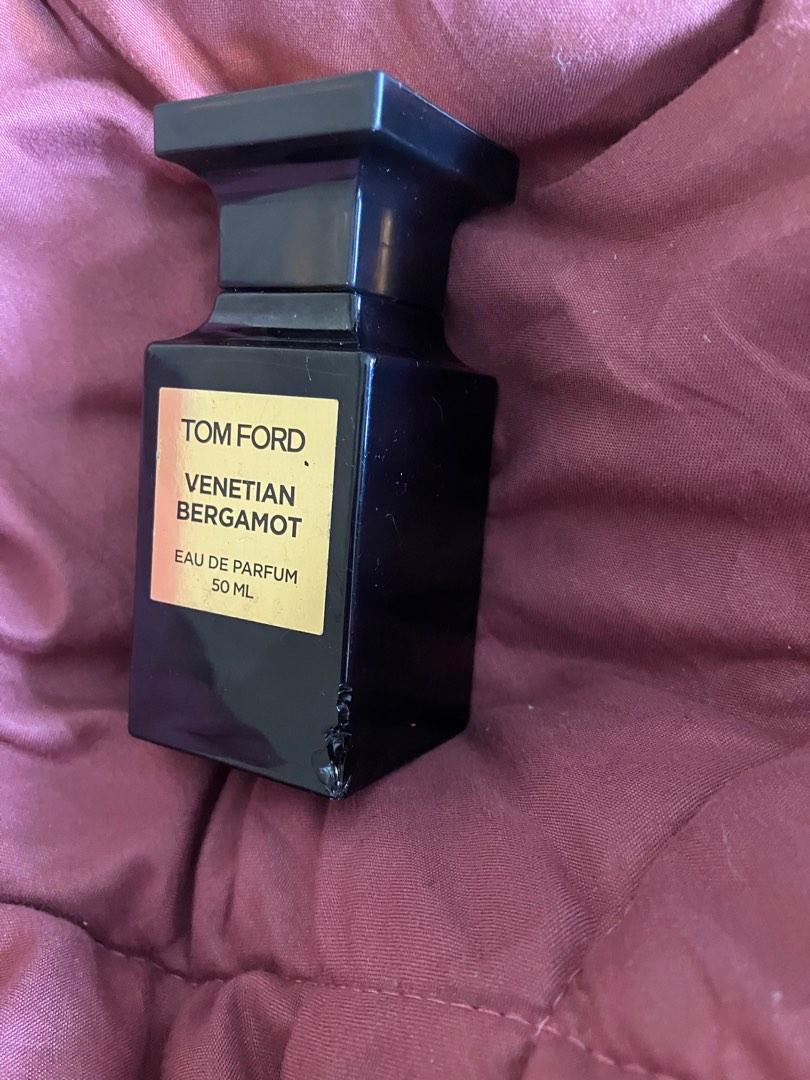 TOM FORD
VENETIAN
BERGAMOT
EAU DE PARFUM
50 ML